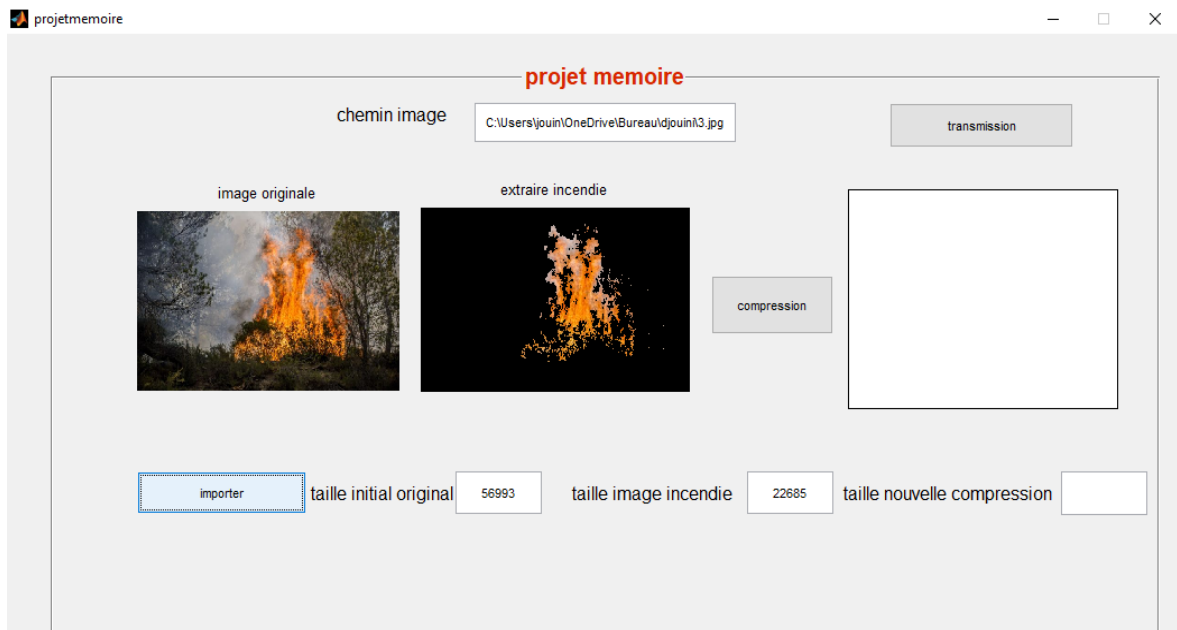 projetmemoire
projet memoire
chemin image
C:\Users\jouin\OneDrive\Bureau\djouini\3.jpg
transmission
image originale
extraire incendie
compression
importer
taille initial original
56993
taille image incendie
22685
taille nouvelle compression